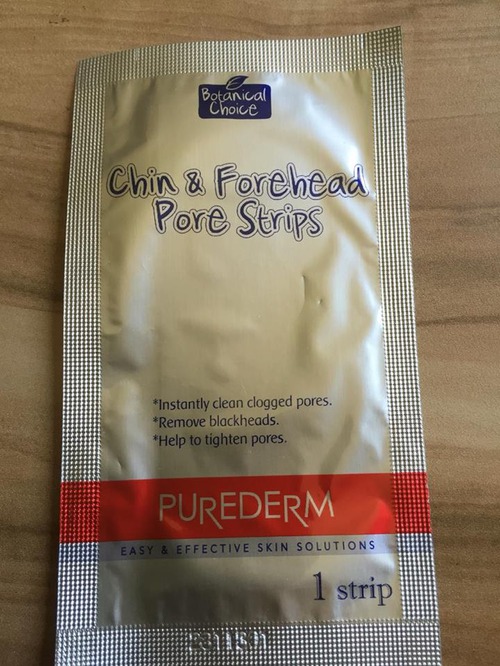 Botanical
Choice
Chin & Forehead
Pore Strips
*Instantly clean clogged pores.
*Remove blackheads.
*Help to tighten pores.
PUREDERM
EASY & EFFECTIVE SKIN SOLUTIONS
1 strip